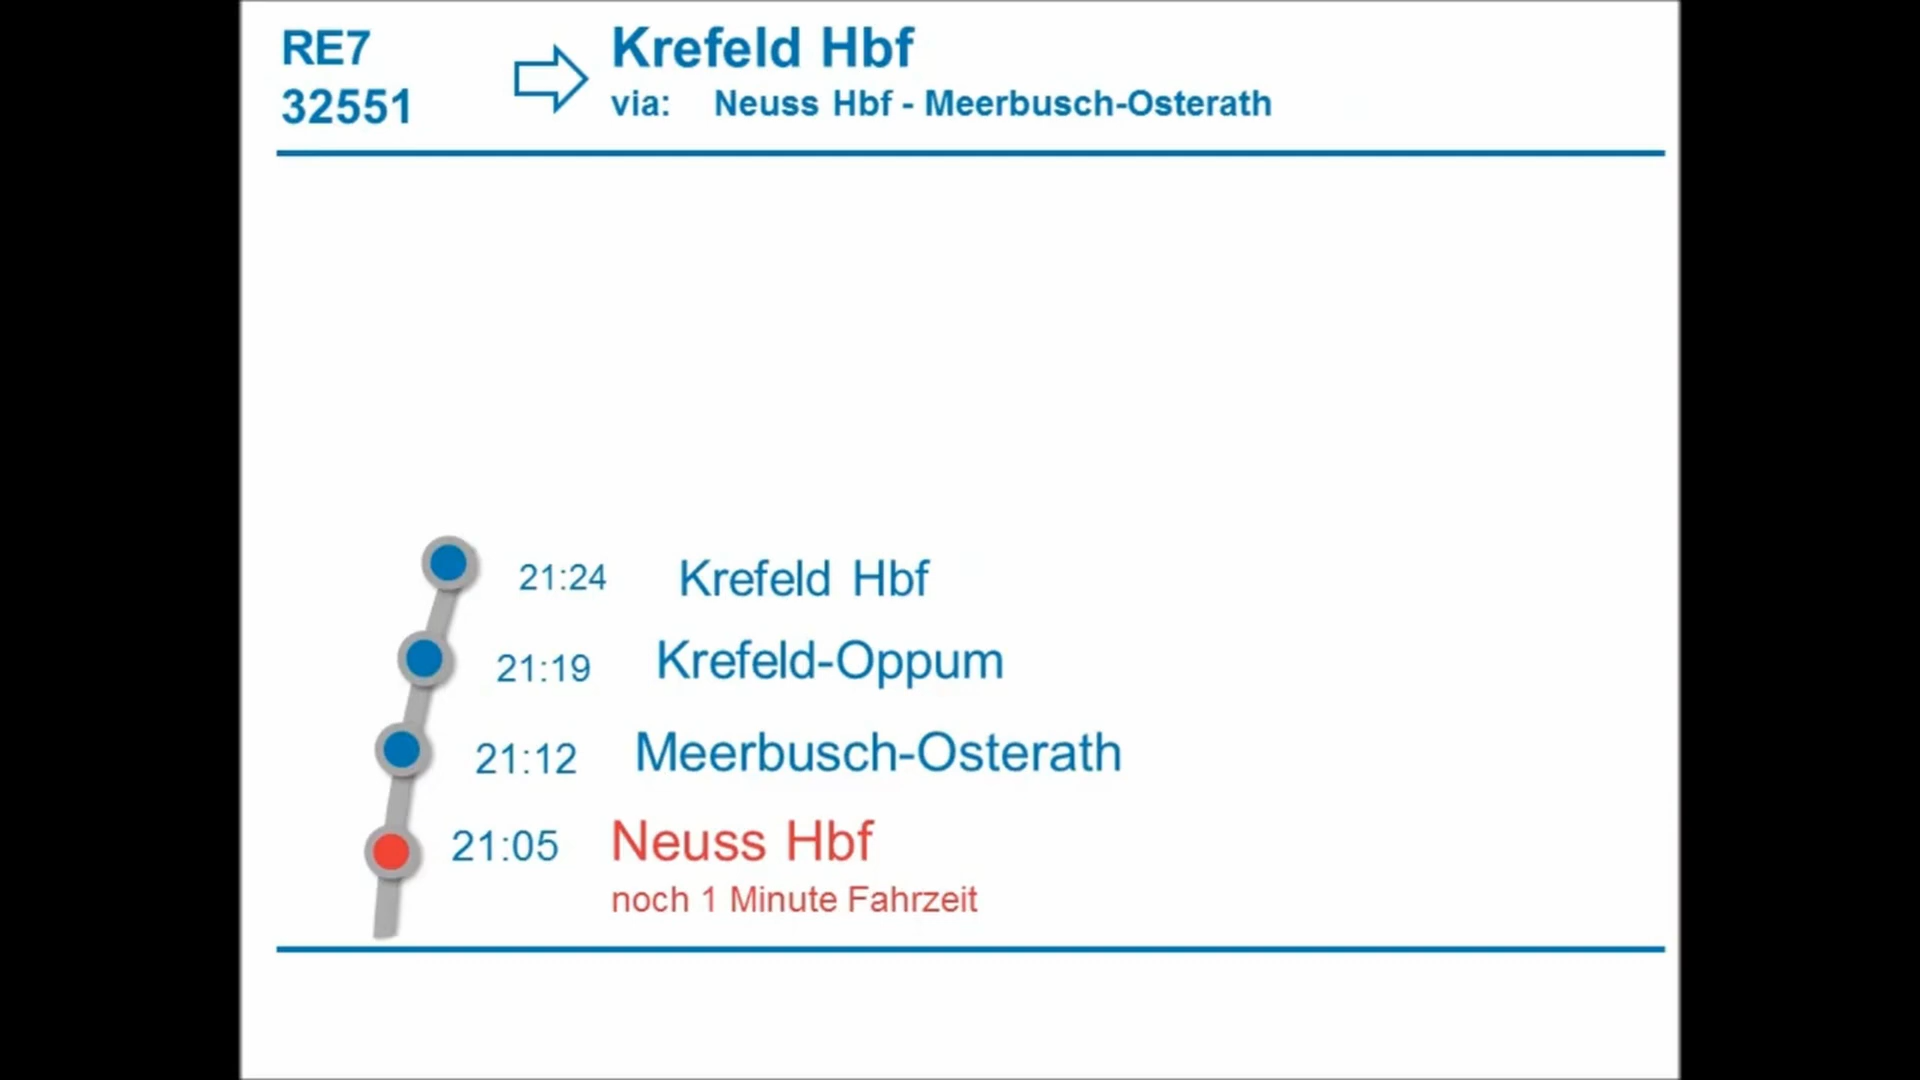 RE7
32551
Krefeld Hbf
via: Neuss Hbf - Meerbusch-Osterath
21:24 Krefeld Hbf
21:19 Krefeld-Oppum
21:12 Meerbusch-Osterath
21:05 Neuss Hbf
noch 1 Minute Fahrzeit